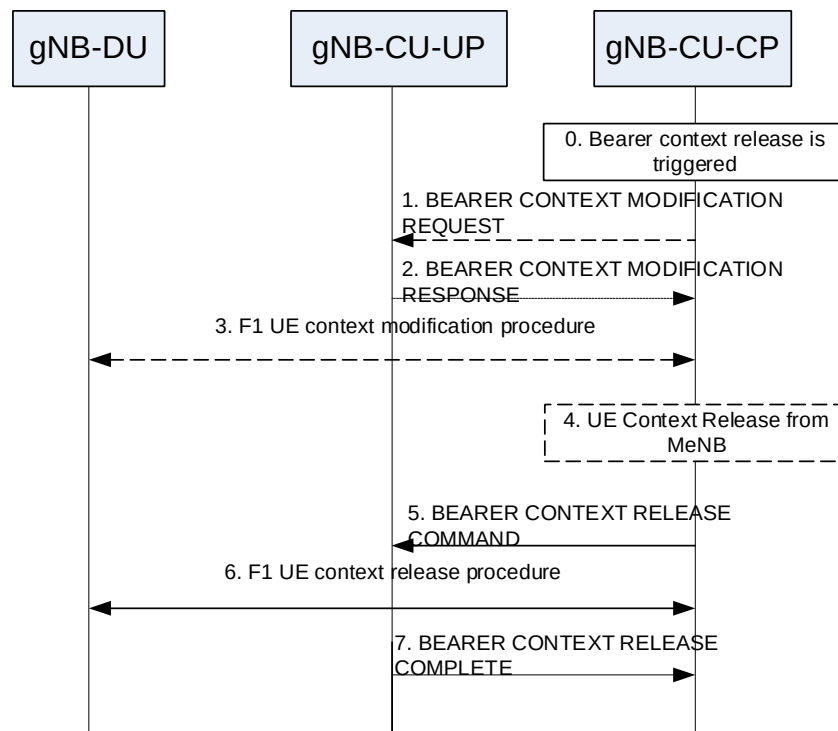 gNB-DU
gNB-CU-UP
gNB-CU-CP
0. Bearer context release is
triggered
1. BEARER CONTEXT MODIFICATION
REQUEST
2. BEARER CONTEXT MODIFICATION
RESPONSE
3. F1 UE context modification procedure
4. UE Context Release from
MeNB
5. BEARER CONTEXT RELEASE
COMMAND
6. F1 UE context release procedure
7. BEARER CONTEXT RELEASE
COMPLETE